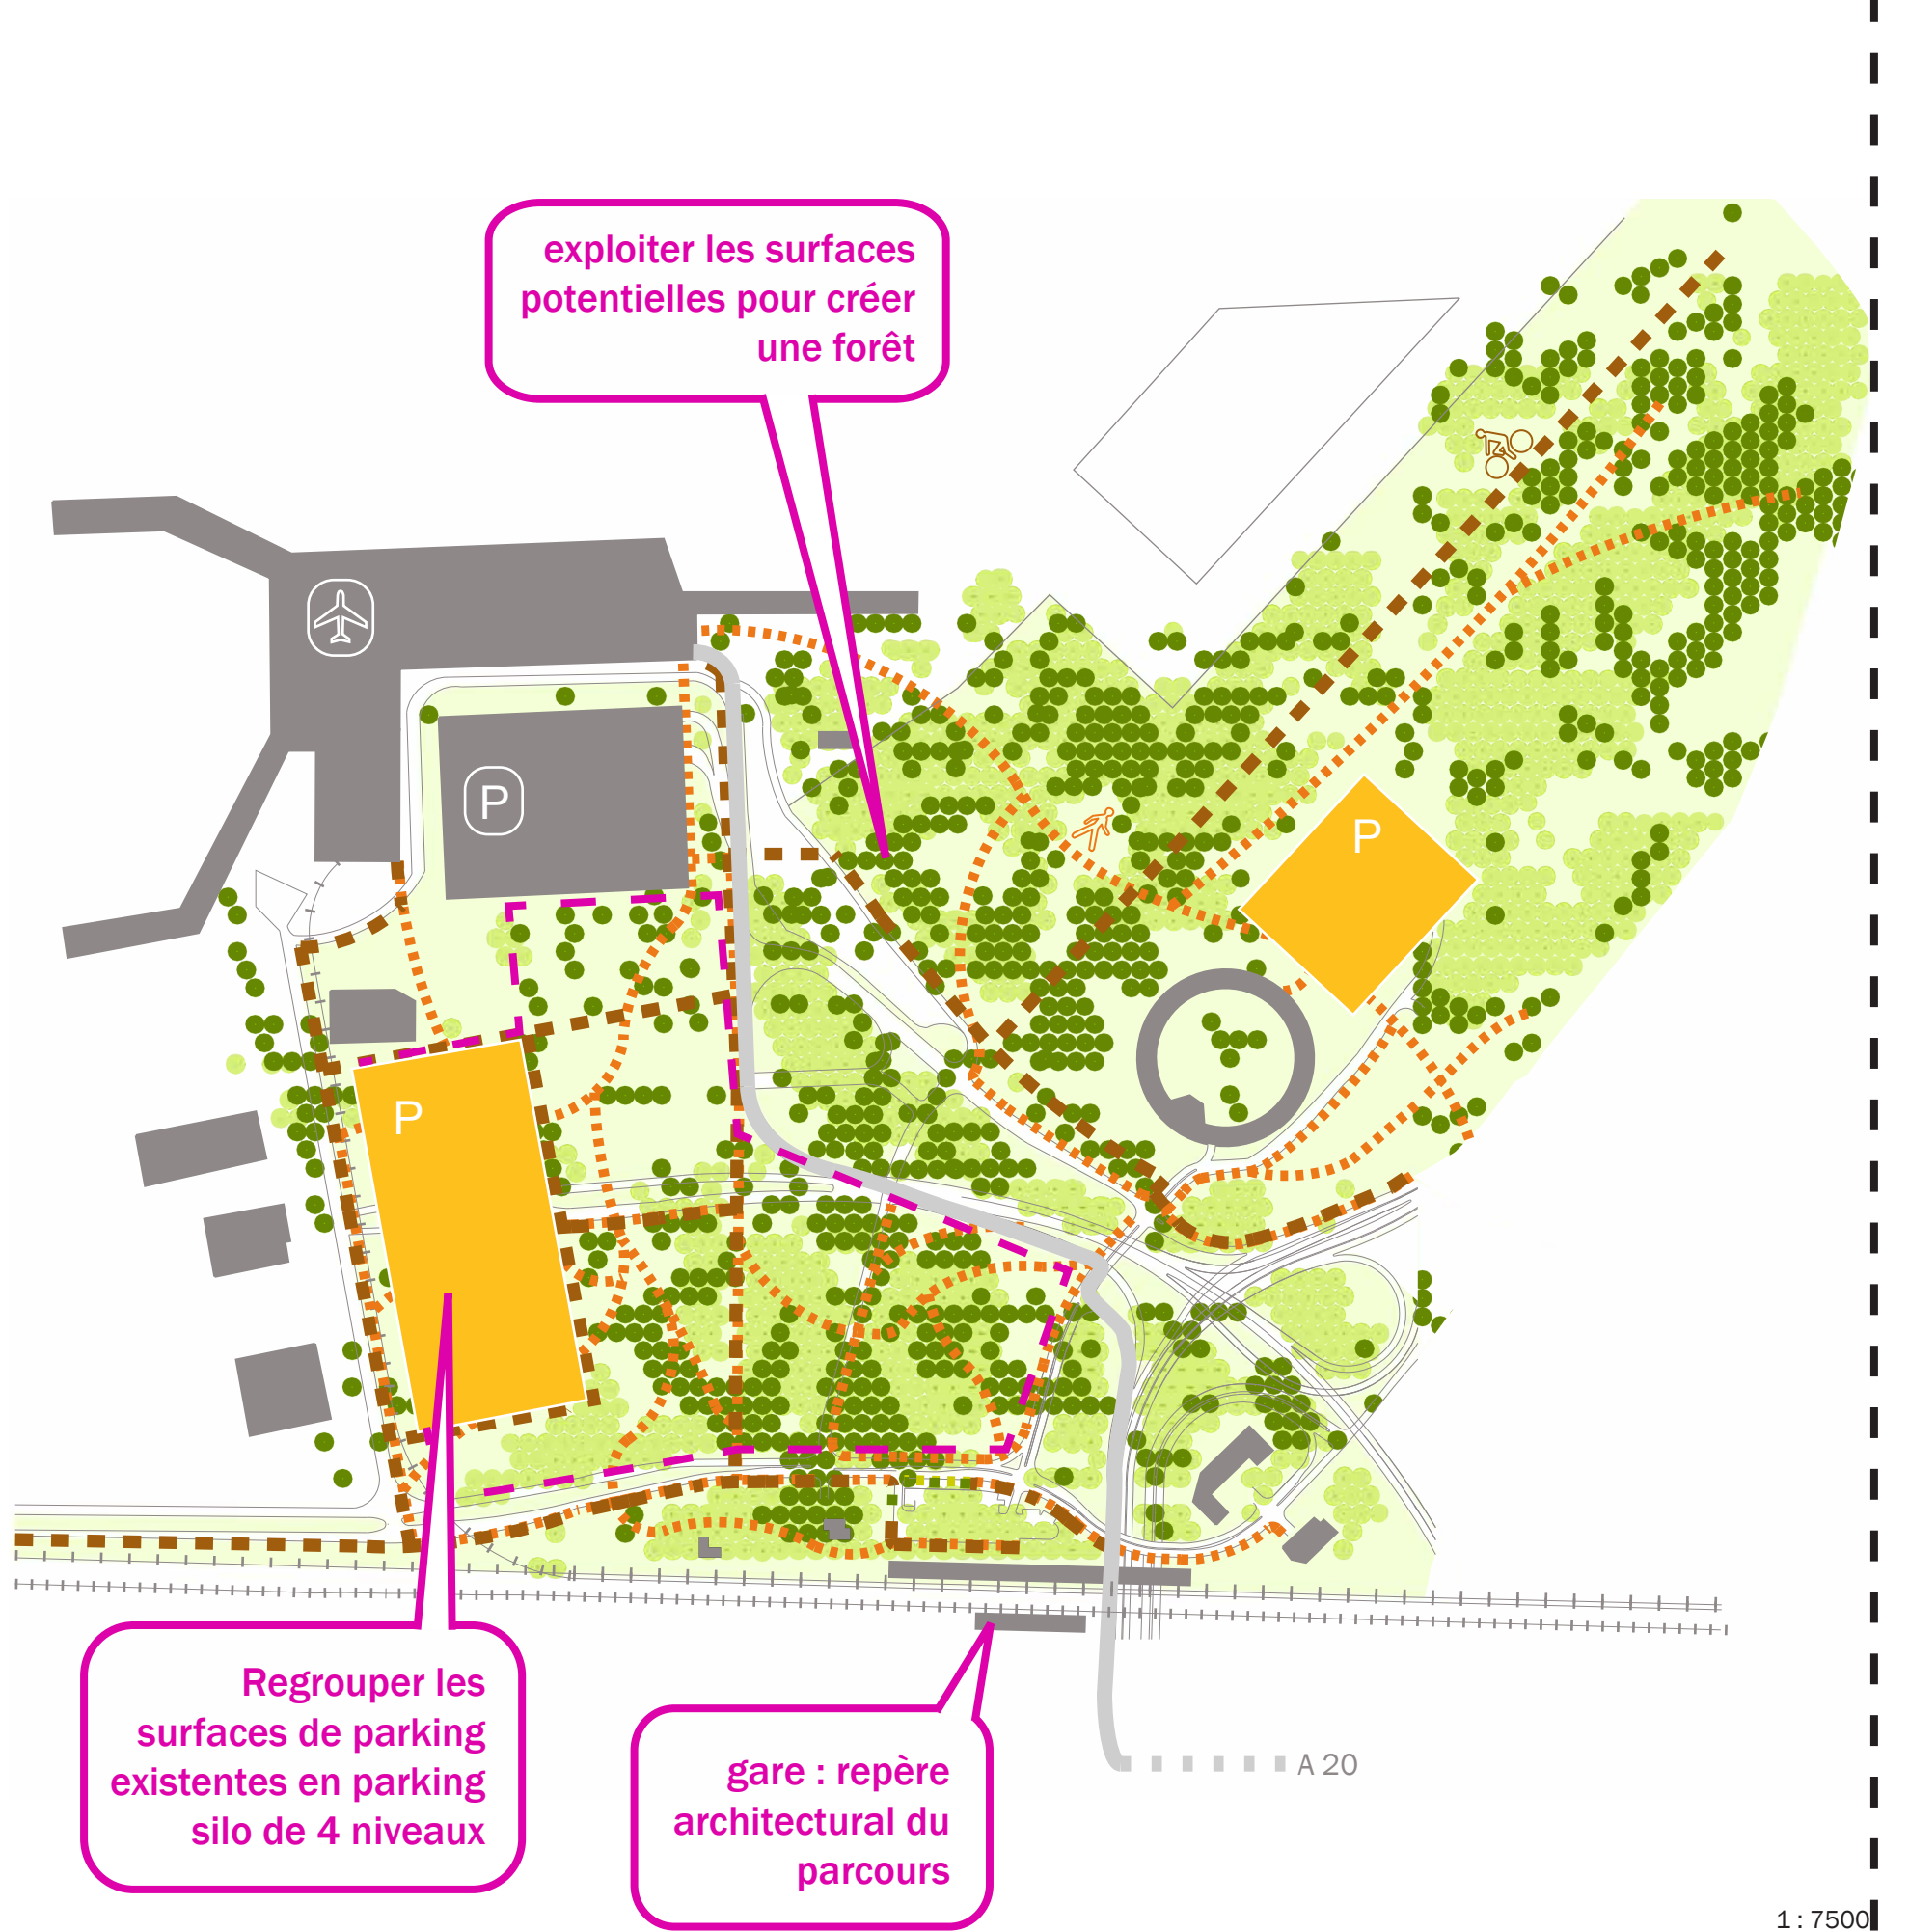 exploiter les surfaces
potentielles pour créer
une forêt
P
P
P
Regrouper les
surfaces de parking
existentes en parking
silo de 4 niveaux
gare : repère
architectural du
parcours
A 20
1 : 7500